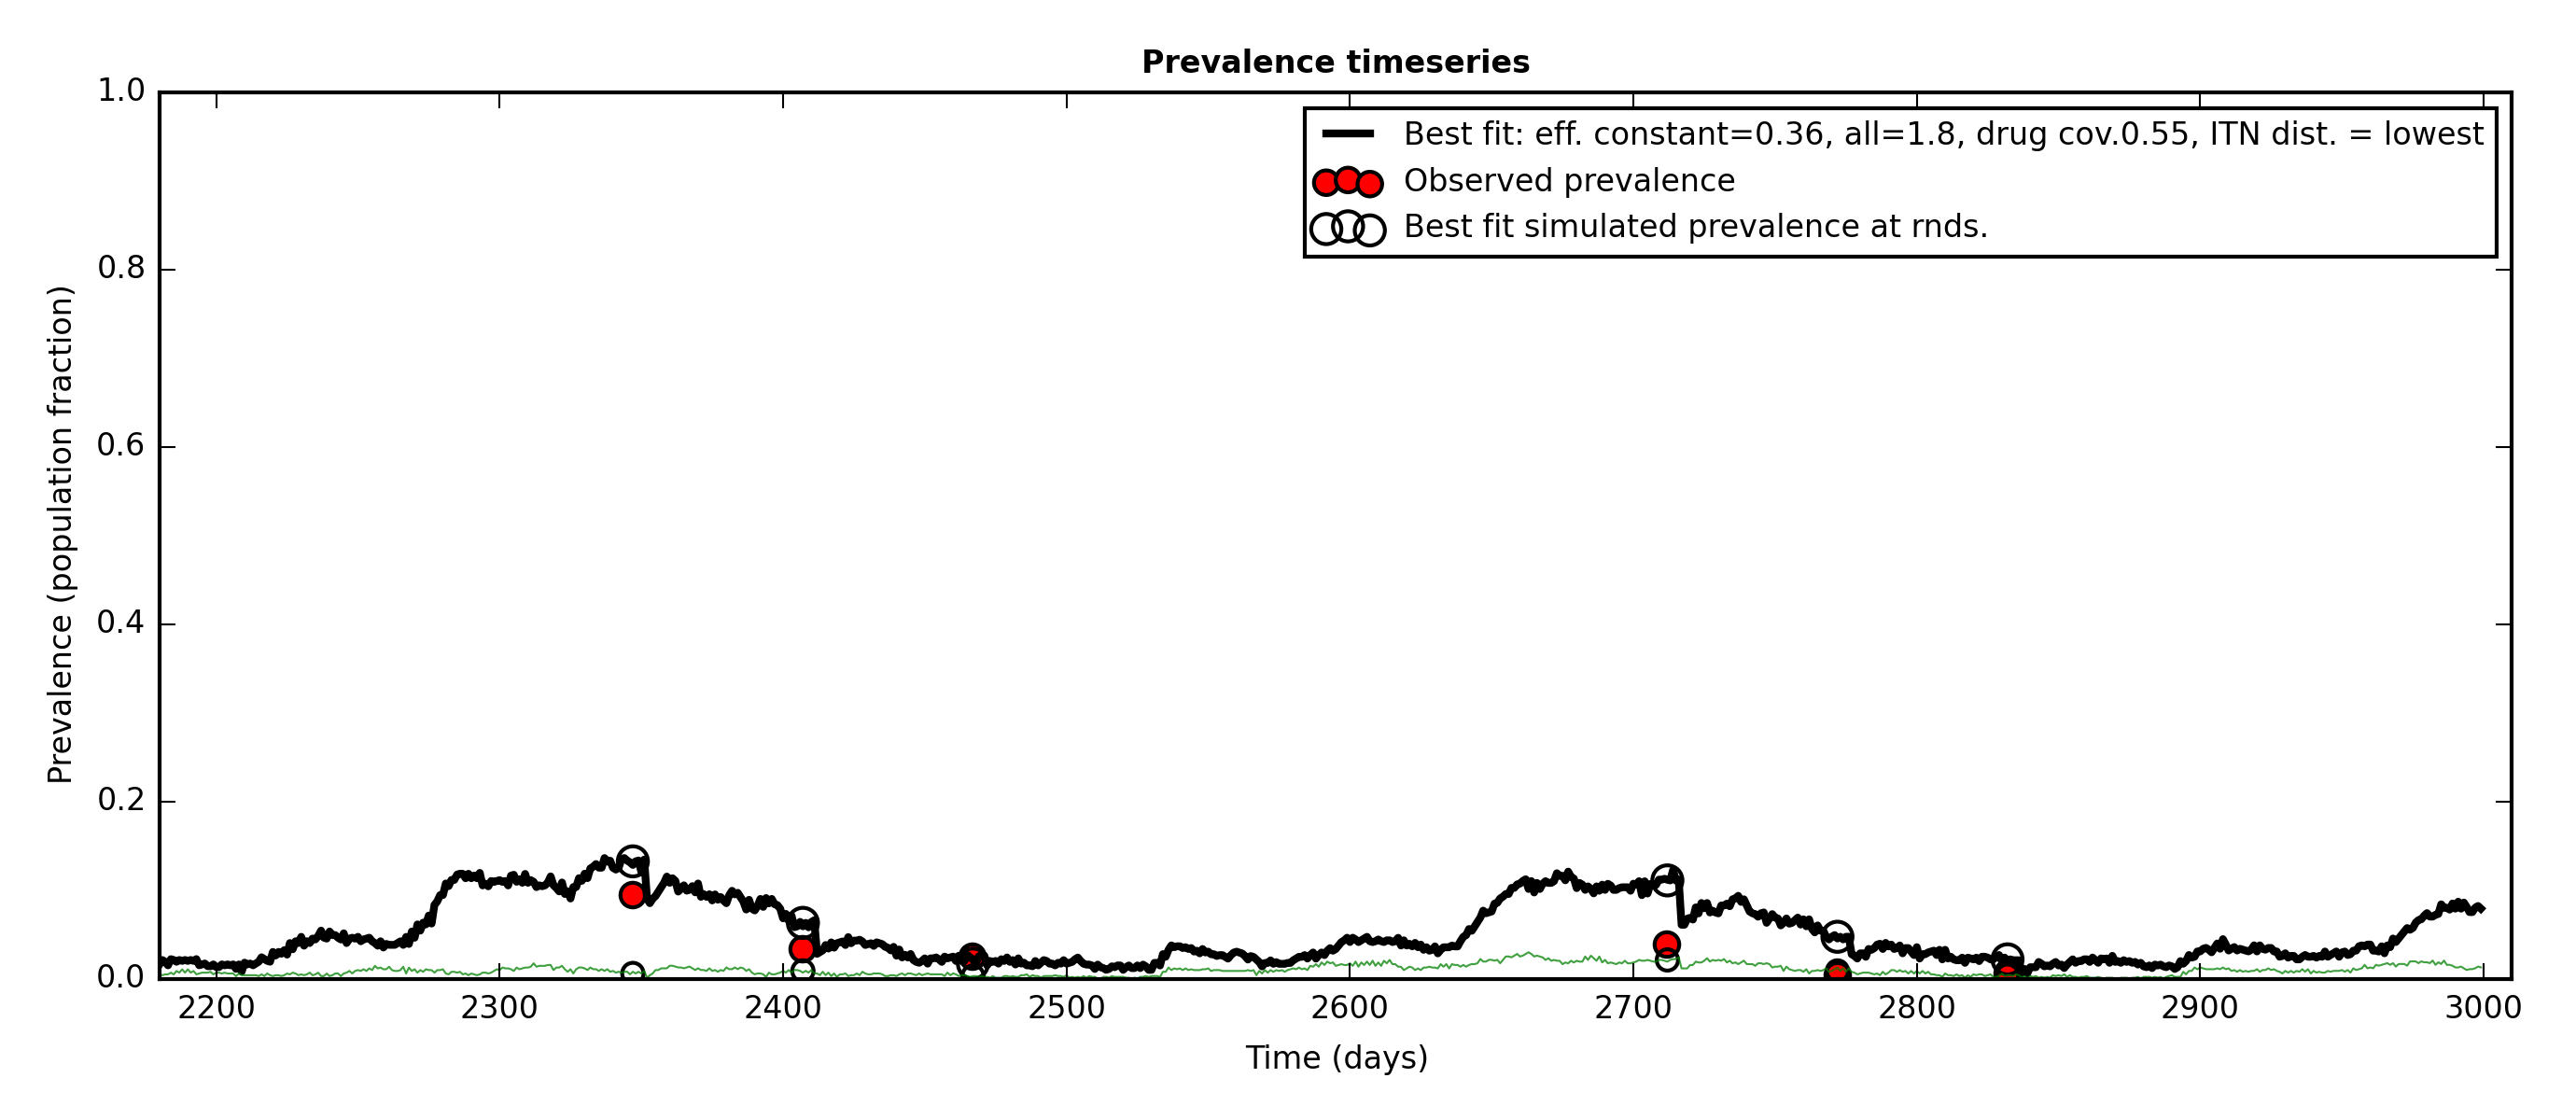 Prevalence timeseries
1.0
Best fit: eff. constant=0.36, all=1.8, drug cov.0.55, ITN dist. = lowest
Observed prevalence
Best fit simulated prevalence at rnds.
0.8
0.6
0.4
0.2
0.0
Prevalence (population fraction)
2200 2300 2400 2500 2600 2700 2800 2900 3000
Time (days)